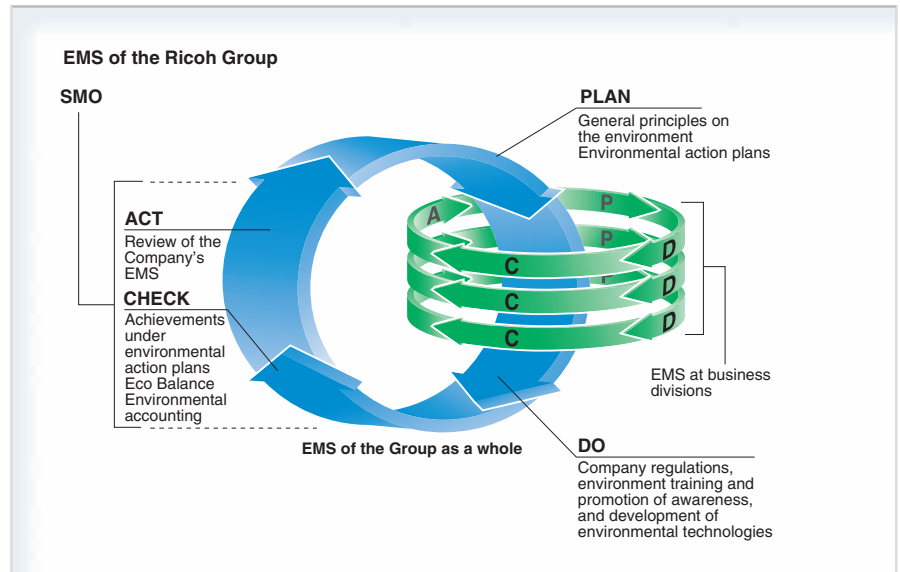 EMS of the Ricoh Group
SMO
PLAN
General principles on
the environment
Environmental action plans
ACT
Review of the
Company's
EMS
CHECK
Achievements
under
environmental
action plans
Eco Balance
Environmental
accounting
A
P
P
P
D
D
D
C
C
C
EMS at business
divisions
EMS of the Group as a whole
DO
Company regulations,
environment training and
promotion of awareness,
and development of
environmental technologies